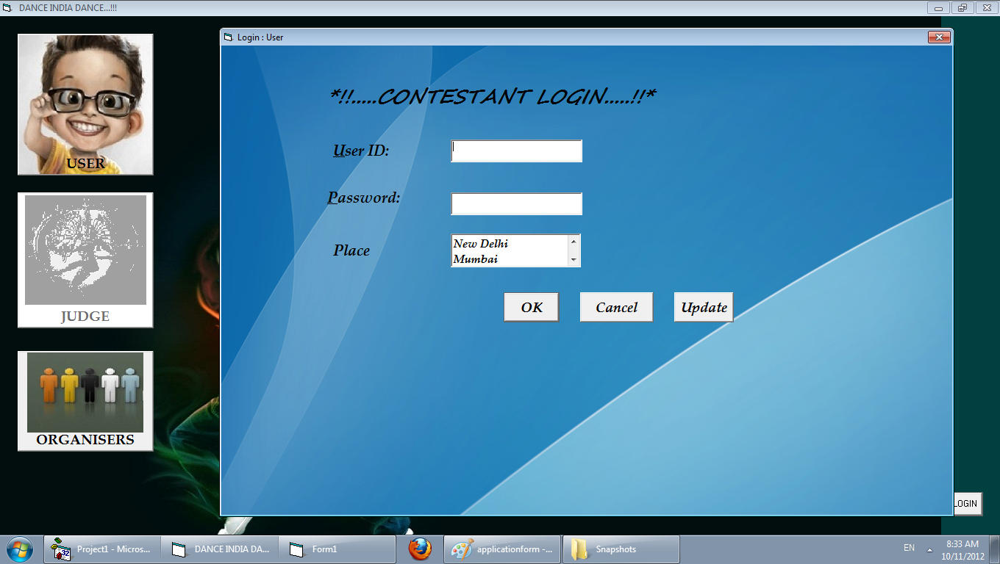 DANCE INDIA DANCE...!!!
Login : User
USER
JUDGE
ORGANISERS
*!!.....CONTESTANT LOGIN.....!!*
User ID:
Password:
Place
New Delhi
Mumbai
OK
Cancel
Update
LOGIN
Project1 - Micros...
DANCE INDIA DA...
Form1
applicationform -...
Snapshots
EN
8:33 AM
10/11/2012